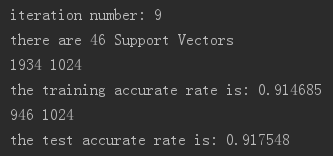 iteration number: 9
there are 46 Support Vectors
1934 1024
the training accurate rate is: 0.914685
946 1024
the test accurate rate is: 0.917548